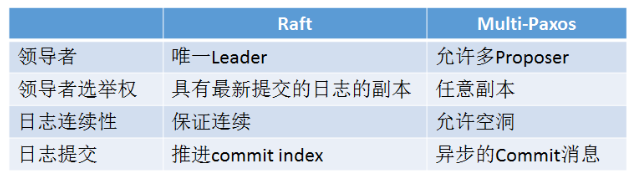 Raft Multi-Paxos
领导者 唯一Leader 允许多Proposer
领导者选举权 具有最新提交的日志的副本 任意副本
日志连续性 保证连续 允许空洞
日志提交 推进commit index 异步的Commit消息